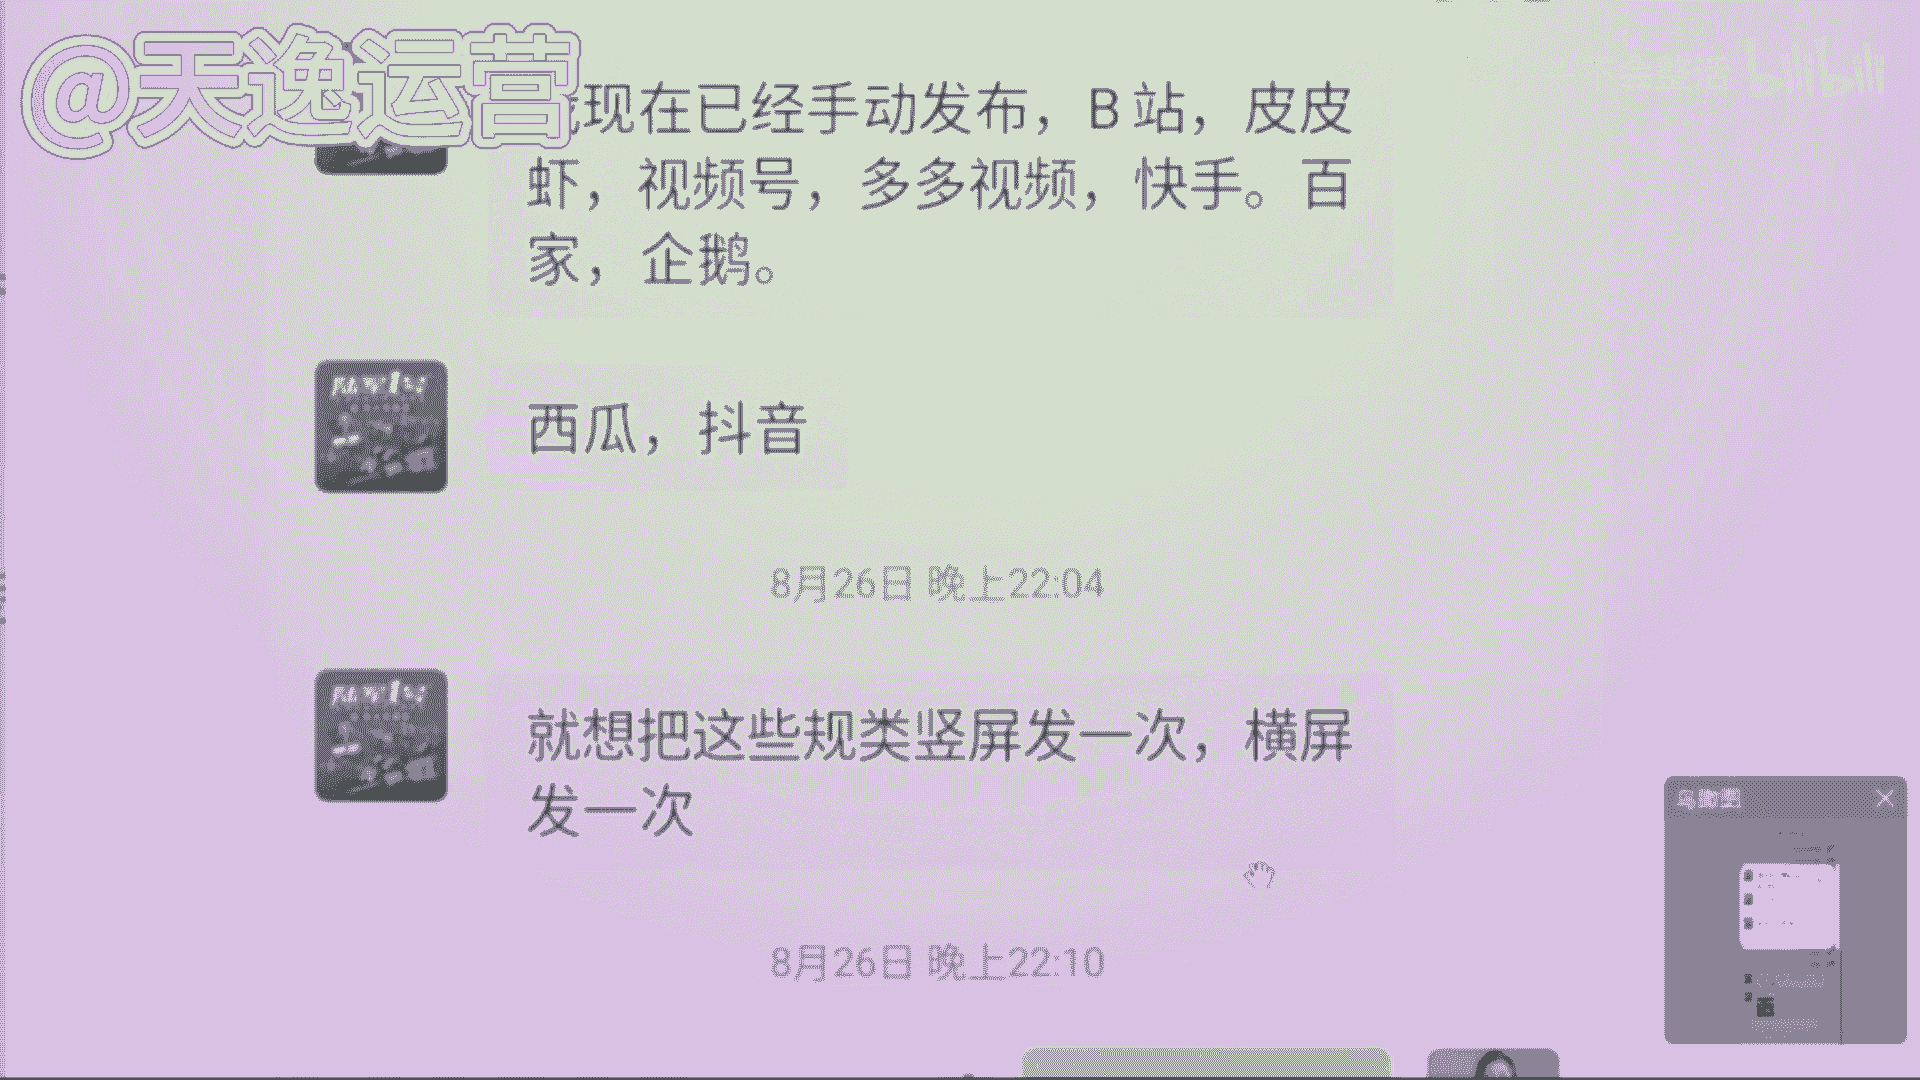 @天逸运营
bilibili
现在已经手动发布，B 站，皮皮
虾，视频号，多多视频，快手。百
家，企鹅。
西瓜，抖音
8月26日 晚上22:04
就想把这些规类竖屏发一次，横屏
发一次
鸟瞰图
8月26日 晚上22:10